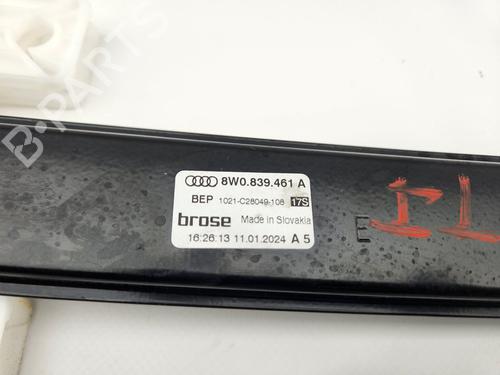 B-PARTS
8W0.839.461 A
BEP 1021-C28049-106 17S
brose Made in Slovakia
16:26:13 11.01.2024 A 5
E